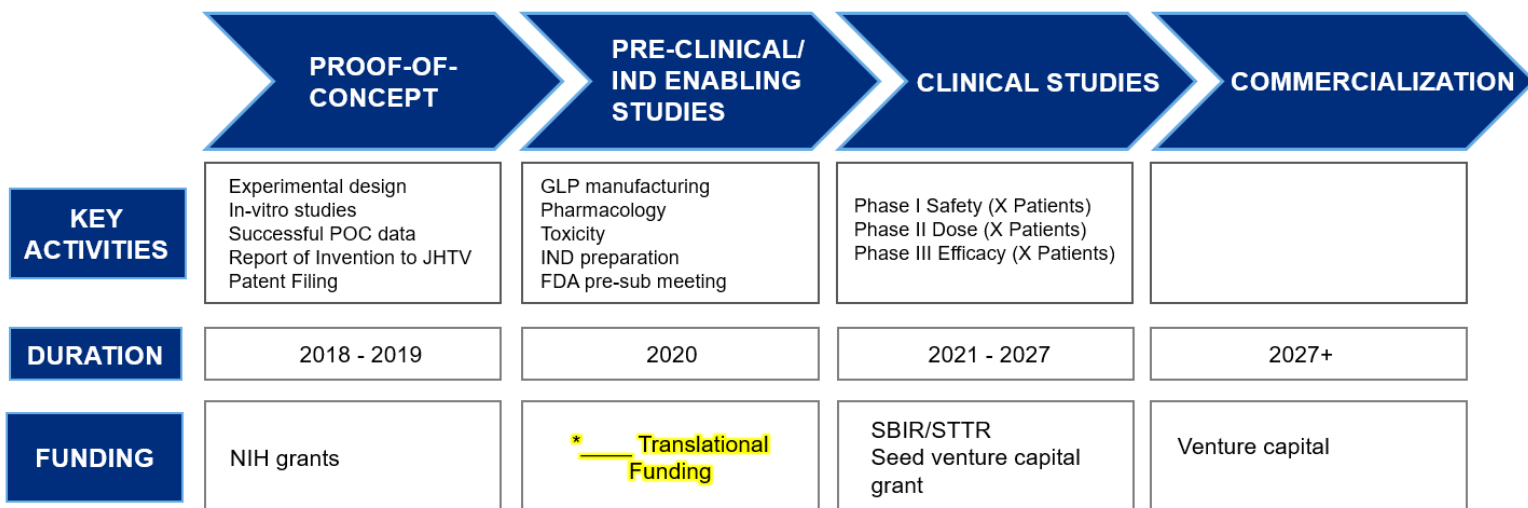 PROOF-OF-
CONCEPT
PRE-CLINICAL/
IND ENABLING
STUDIES
CLINICAL STUDIES
COMMERCIALIZATION
KEY
ACTIVITIES
Experimental design
In-vitro studies
Successful POC data
Report of Invention to JHTV
Patent Filing
GLP manufacturing
Pharmacology
Toxicity
IND preparation
FDA pre-sub meeting
Phase I Safety (X Patients)
Phase II Dose (X Patients)
Phase III Efficacy (X Patients)
DURATION
2018 - 2019
2020
2021 - 2027
2027+
FUNDING
NIH grants
*____ Translational
Funding
SBIR/STTR
Seed venture capital
grant
Venture capital